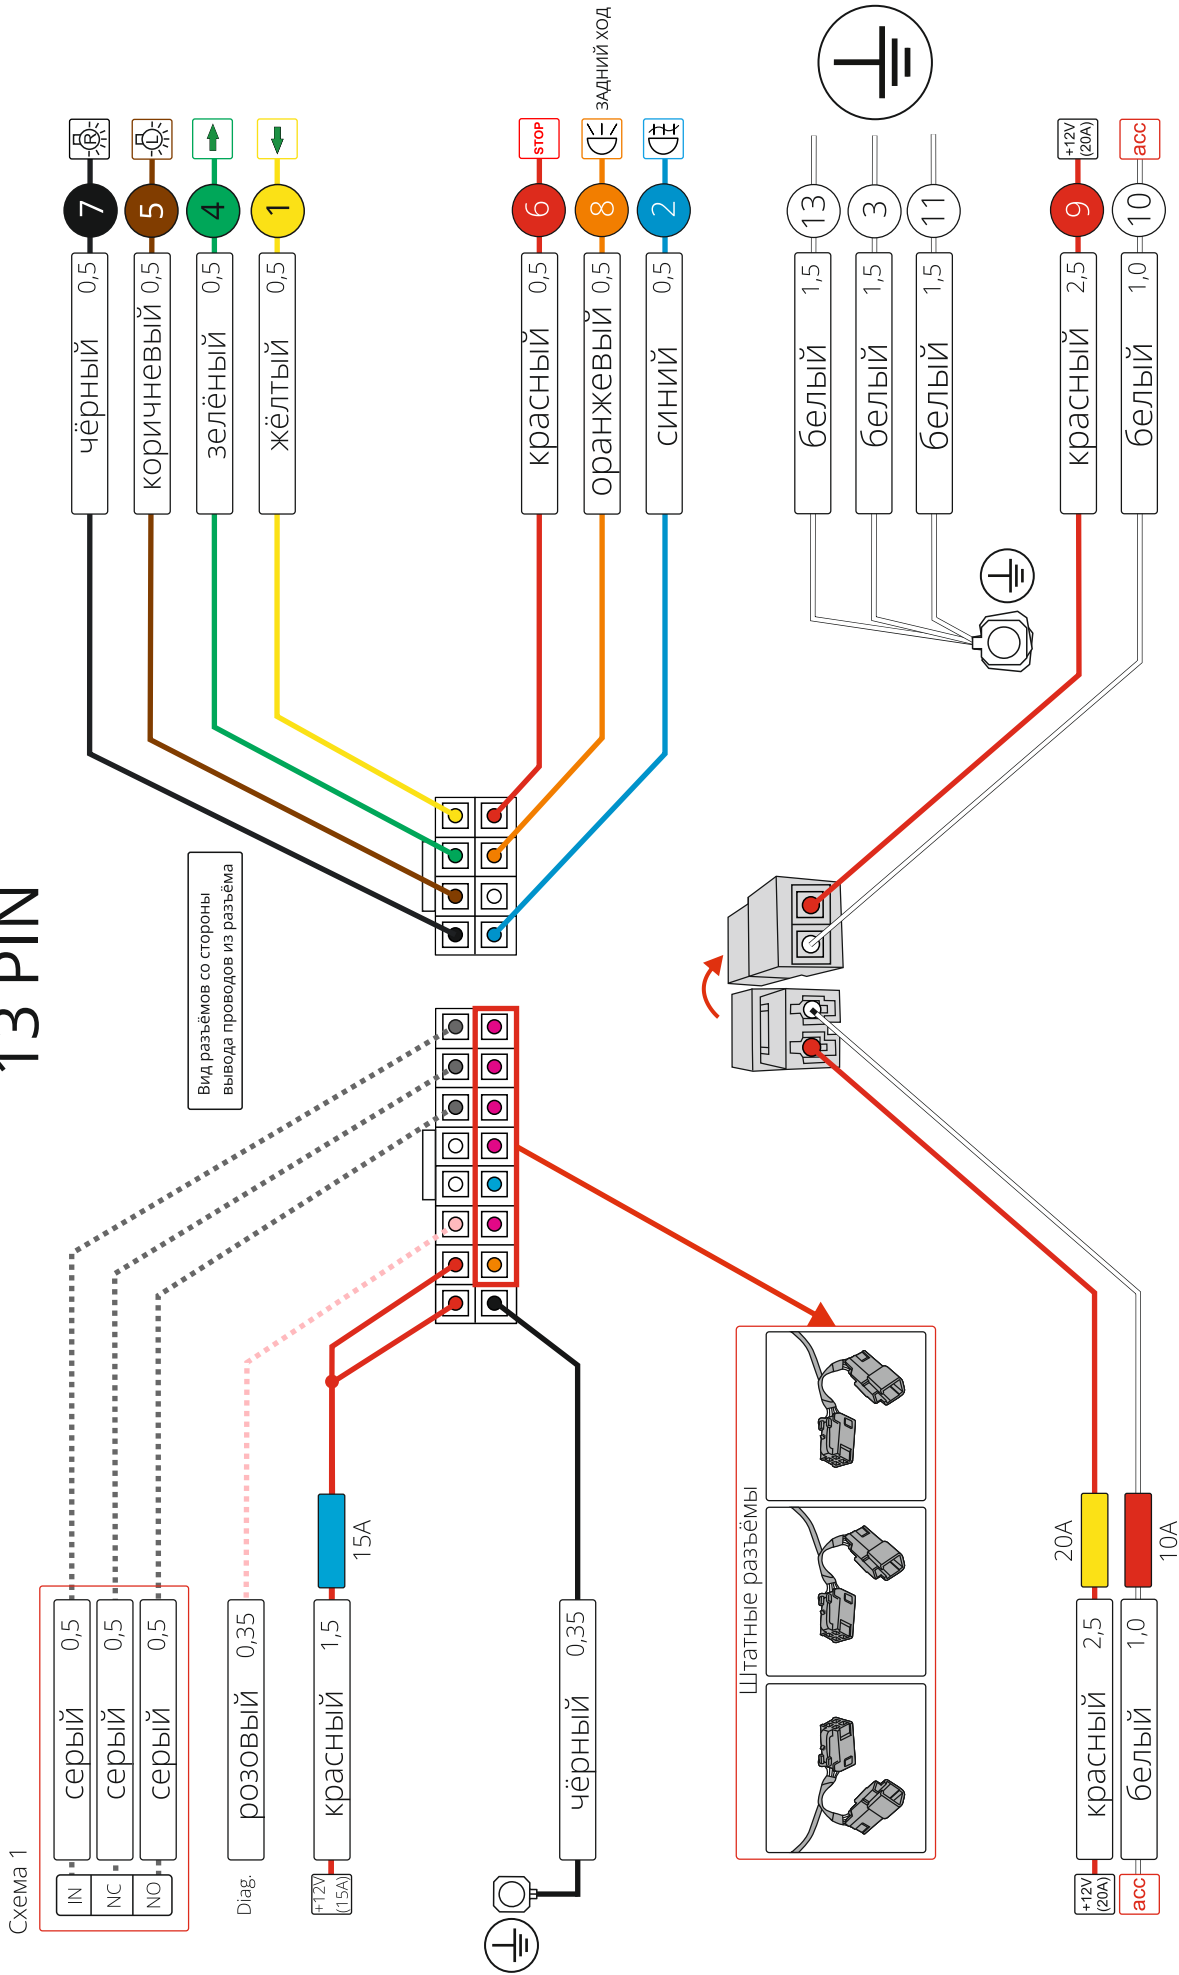 13 PIN
Схема 1
IN
серый 0,5
NC
серый 0,5
NO
серый 0,5
Diag.
розовый 0,35
+12V
(15A)
красный 1,5
15A
чёрный 0,35
Вид разъёмов со стороны
вывода проводов из разъёма
чёрный 0,5
7
R
коричневый 0,5
5
L
зелёный 0,5
4
жёлтый 0,5
1
красный 0,5
6
STOP
оранжевый 0,5
8
ЗАДНИЙ ХОД
синий 0,5
2
Штатные разъёмы
белый 1,5
13
белый 1,5
3
белый 1,5
11
+12V
(20A)
красный 2,5
20A
красный 2,5
9
+12V
(20A)
acc
белый 1,0
10A
белый 1,0
10
acc